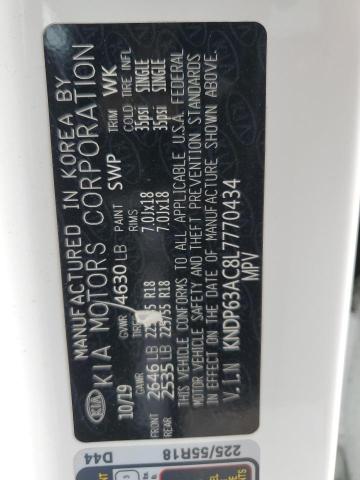 MANUFACTURED IN KOREA BY
KIA KIA MOTORS CORPORATION
10/19 GVWR 4630 LB PAINT SWP TRIM WK
GAWR TIRES RIMS COLD TIRE INFL
FRONT 2646 LB 225/55 R18 7.0Jx18 35psi SINGLE
REAR 2535 LB 225/55 R18 7.0Jx18 35psi SINGLE
THIS VEHICLE CONFORMS TO ALL APPLICABLE U.S.A. FEDERAL
MOTOR VEHICLE SAFETY AND THEFT PREVENTION STANDARDS
IN EFFECT ON THE DATE OF MANUFACTURE SHOWN ABOVE.
V.I.N KNDP63AC8L7770434
MPV
D44
225/55R18